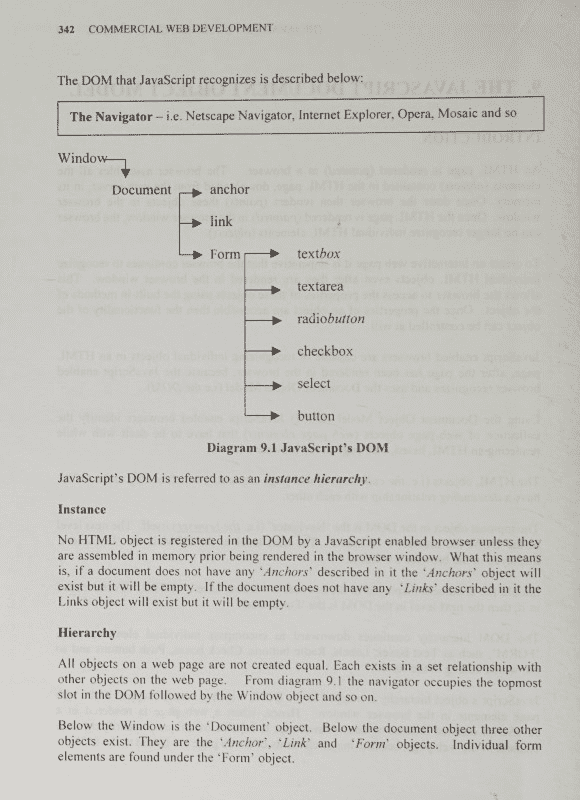 342 COMMERCIAL WEB DEVELOPMENT
The DOM that JavaScript recognizes is described below:
The Navigator – i.e. Netscape Navigator, Internet Explorer, Opera, Mosaic and so
Window
Document anchor
link
Form textbox
textarea
radiobutton
checkbox
select
button
Diagram 9.1 JavaScript's DOM
JavaScript's DOM is referred to as an instance hierarchy.
Instance
No HTML object is registered in the DOM by a JavaScript enabled browser unless they
are assembled in memory prior being rendered in the browser window. What this means
is, if a document does not have any 'Anchors' described in it the 'Anchors' object will
exist but it will be empty. If the document does not have any 'Links' described in it the
Links object will exist but it will be empty.
Hierarchy
All objects on a web page are not created equal. Each exists in a set relationship with
other objects on the web page. From diagram 9.1 the navigator occupies the topmost
slot in the DOM followed by the Window object and so on.
Below the Window is the 'Document' object. Below the document object three other
objects exist. They are the 'Anchor', 'Link' and 'Form' objects. Individual form
elements are found under the 'Form' object.